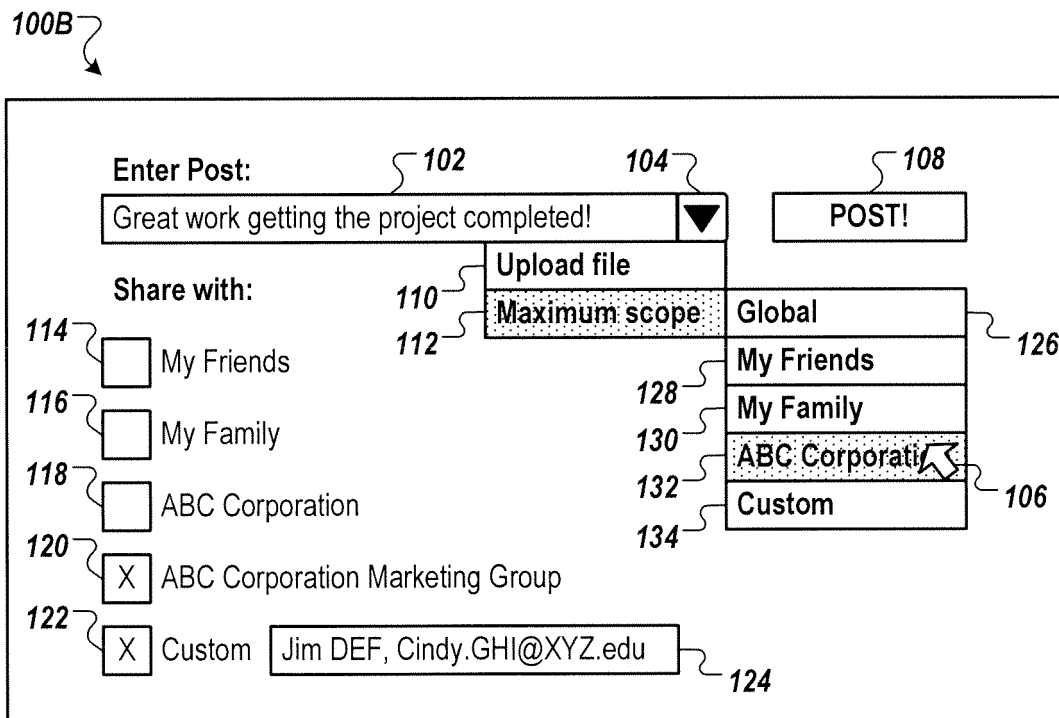 100B
Enter Post:
102
104
108
Great work getting the project completed!
POST!
Upload file
110
Share with:
Maximum scope
112
Global
126
114
My Friends
My Friends
128
116
My Family
My Family
130
118
ABC Corporation
ABC Corporati
132
106
Custom
134
120
X ABC Corporation Marketing Group
122
X Custom
Jim DEF, Cindy.GHI@XYZ.edu
124